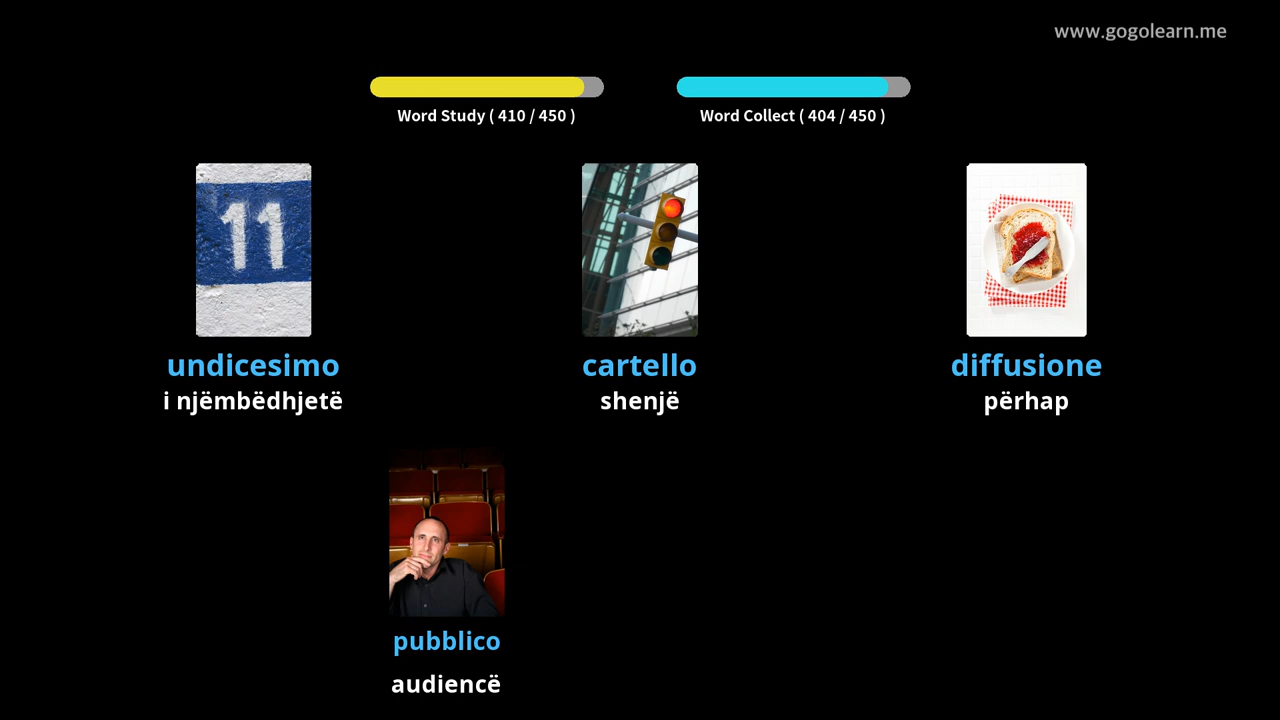 www.gogolearn.me
Word Study ( 410 / 450 )
Word Collect ( 404 / 450 )
11
undicesimo
i njëmbëdhjetë
cartello
shenjë
diffusione
përhap
pubblico
audiencë